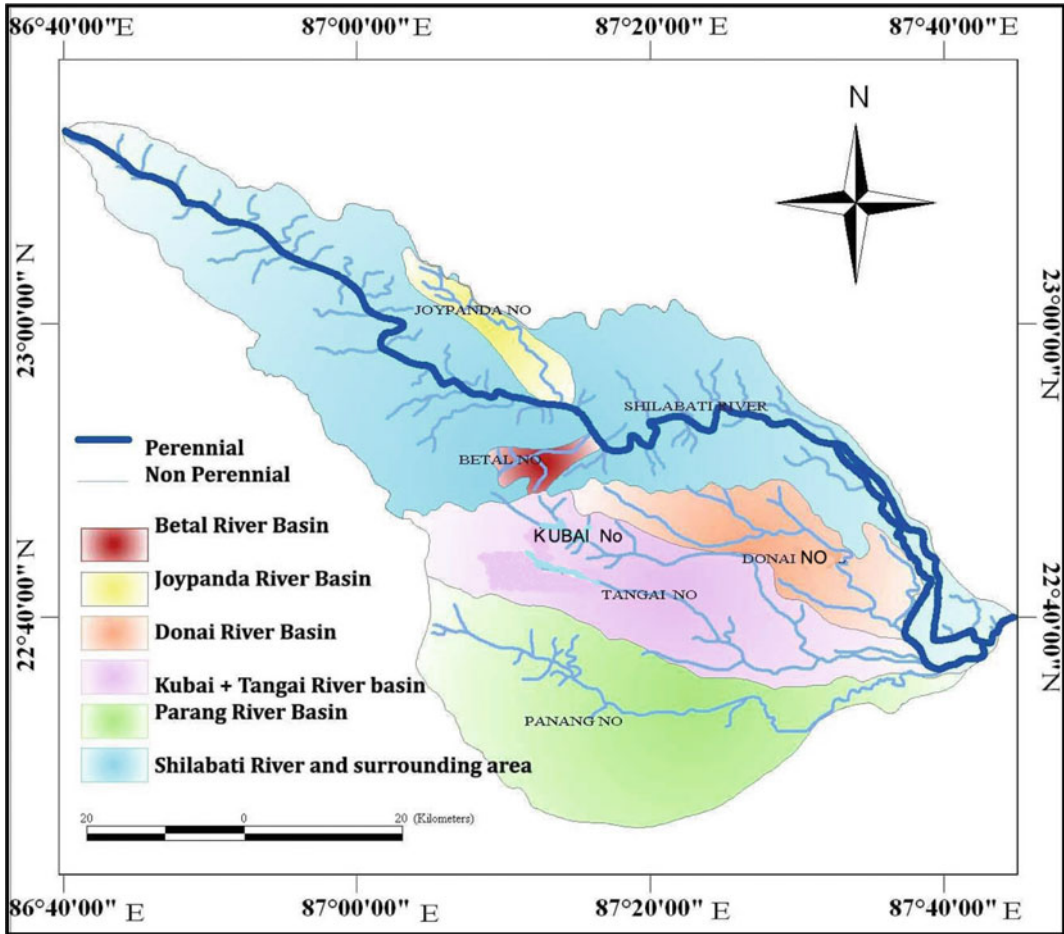 86°40'00" E 87°00'00" E 87°20'00" E 87°40'00" E
N
23°00'00" N
23°00'00" N
JOYPANDA NO
SHILABATI RIVER
BETAL NO
Perennial
Non Perennial
Betal River Basin
KUBAI No
DONAI NO
22°40'00" N
Joypanda River Basin
TANGAI NO
22°40'00" N
Donai River Basin
Kubai + Tangai River basin
Parang River Basin
PANANG NO
Shilabati River and surrounding area
20 0 20 (Kilometers)
86°40'00" E 87°00'00" E 87°20'00" E 87°40'00" E